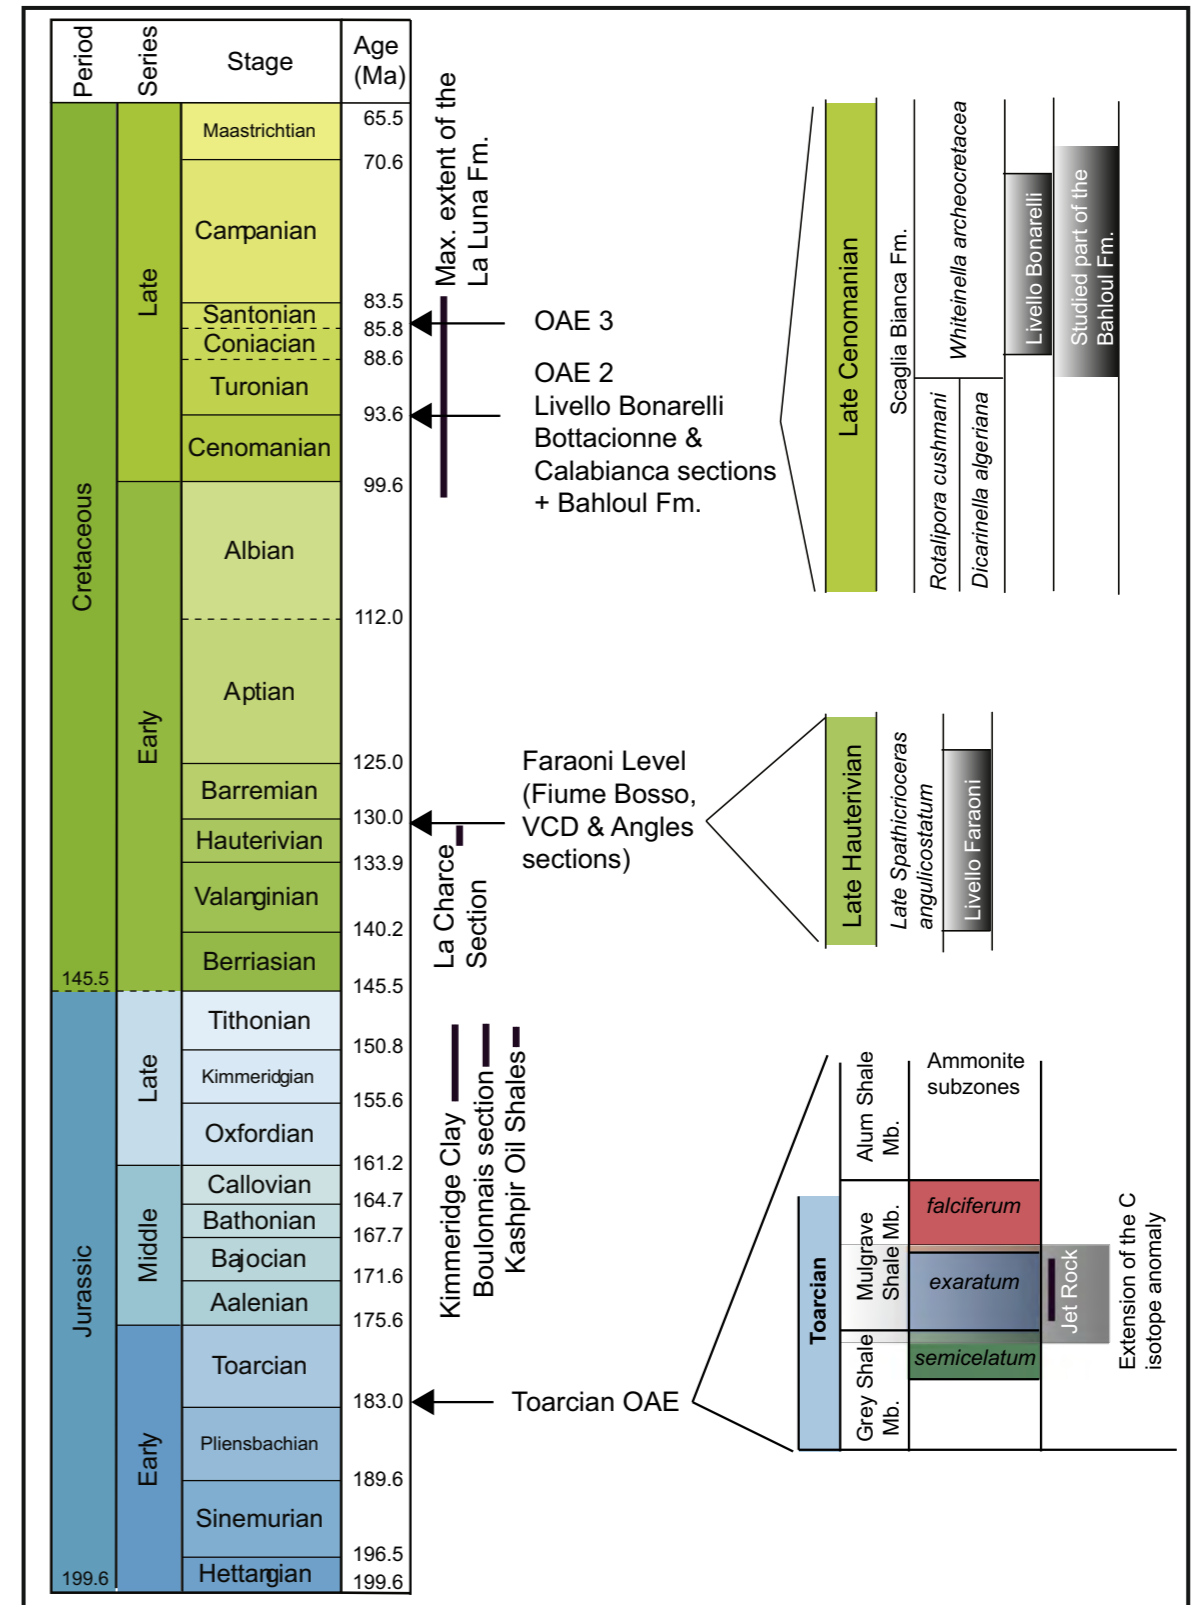 Period
Series
Stage
Age
(Ma)
Cretaceous
145.5
Jurassic
199.6
Late
Early
Late
Middle
Early
Maastrichtian
Campanian
Santonian
Coniacian
Turonian
Cenomanian
Albian
Aptian
Barremian
Hauterivian
Valanginian
Berriasian
Tithonian
Kimmeridgian
Oxfordian
Callovian
Bathonian
Bajocian
Aalenian
Toarcian
Pliensbachian
Sinemurian
Hettangian
65.5
70.6
83.5
85.8
88.6
93.6
99.6
112.0
125.0
130.0
133.9
140.2
145.5
150.8
155.6
161.2
164.7
167.7
171.6
175.6
183.0
189.6
196.5
199.6
Max. extent of the
La Luna Fm.
OAE 3
OAE 2
Livello Bonarelli
Bottacionne &
Calabianca sections
+ Bahloul Fm.
Late Cenomanian
Scaglia Bianca Fm.
Whiteinella archeocretacea
Rotalipora cushmani
Dicarinella algeriana
Livello Bonarelli
Studied part of the
Bahloul Fm.
La Charce
Section
Faraoni Level
(Fiume Bosso,
VCD & Angles
sections)
Late Hauterivian
Late Spathicrioceras
angulicostatum
Livello Faraoni
Kimmeridge Clay
Boulonnais section
Kashpir Oil Shales
Toarcian OAE
Toarcian
Alum Shale
Mb.
Mulgrave
Shale Mb.
Grey Shale
Mb.
Ammonite
subzones
falciferum
exaratum
semicelatum
Jet Rock
Extension of the C
isotope anomaly